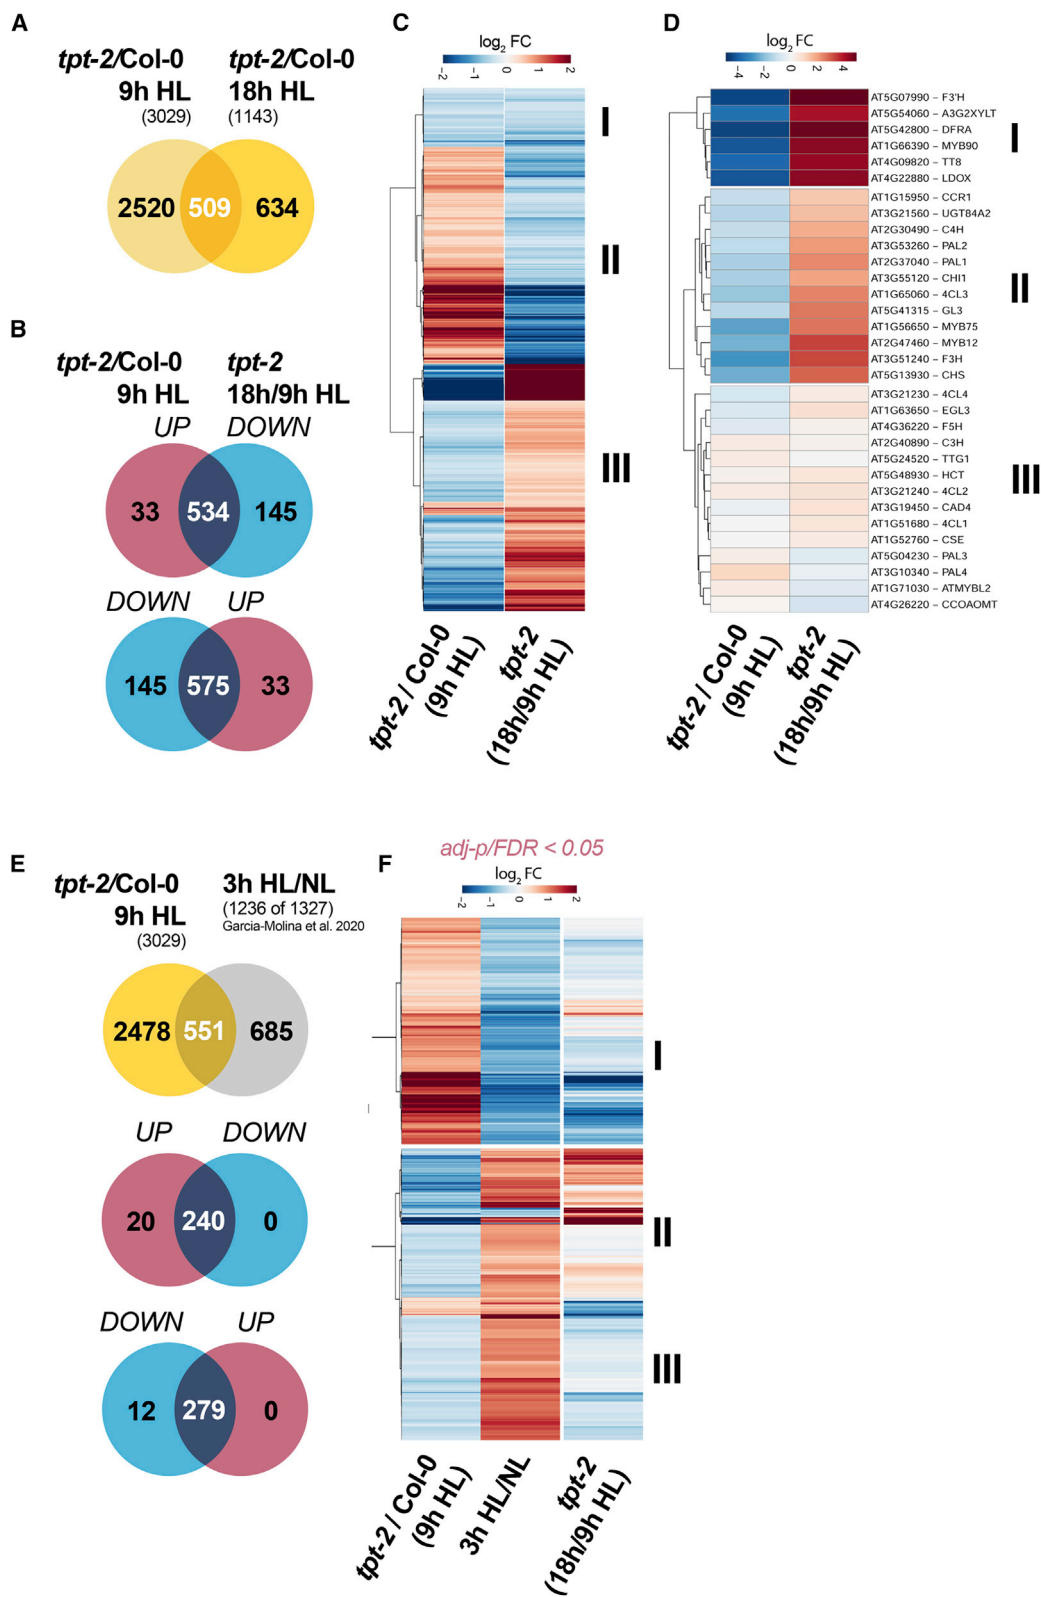 A
tpt-2/Col-0
9h HL
(3029)
tpt-2/Col-0
18h HL
(1143)
2520 509 634
B
tpt-2/Col-0
9h HL
tpt-2
18h/9h HL
UP DOWN
33 534 145
DOWN UP
145 575 33
C
log2 FC
-2 -1 0 1 2
I
II
III
tpt-2 / Col-0
(9h HL)
tpt-2
(18h/9h HL)
D
log2 FC
-4 -2 0 2 4
AT5G07990 – F3'H
AT5G54060 – A3G2XYLT
AT5G42800 – DFRA
AT1G66390 – MYB90
AT4G09820 – TT8
AT4G22880 – LDOX
I
AT1G15950 – CCR1
AT3G21560 – UGT84A2
AT2G30490 – C4H
AT3G53260 – PAL2
AT2G37040 – PAL1
AT3G55120 – CHI1
AT1G65060 – 4CL3
AT5G41315 – GL3
AT1G56650 – MYB75
AT2G47460 – MYB12
AT3G51240 – F3H
AT5G13930 – CHS
II
AT3G21230 – 4CL4
AT1G63650 – EGL3
AT4G36220 – F5H
AT2G40890 – C3H
AT5G24520 – TTG1
AT5G48930 – HCT
AT3G21240 – 4CL2
AT3G19450 – CAD4
AT1G51680 – 4CL1
AT1G52760 – CSE
AT5G04230 – PAL3
AT3G10340 – PAL4
AT1G71030 – ATMYBL2
AT4G26220 – CCOAOMT
III
tpt-2 / Col-0
(9h HL)
tpt-2
(18h/9h HL)
E
tpt-2/Col-0
9h HL
(3029)
3h HL/NL
(1236 of 1327)
Garcia-Molina et al. 2020
2478 551 685
UP DOWN
20 240 0
DOWN UP
12 279 0
F
adj-p/FDR < 0.05
log2 FC
-2 -1 0 1 2
I
II
III
tpt-2 / Col-0
(9h HL)
3h HL/NL
tpt-2
(18h/9h HL)